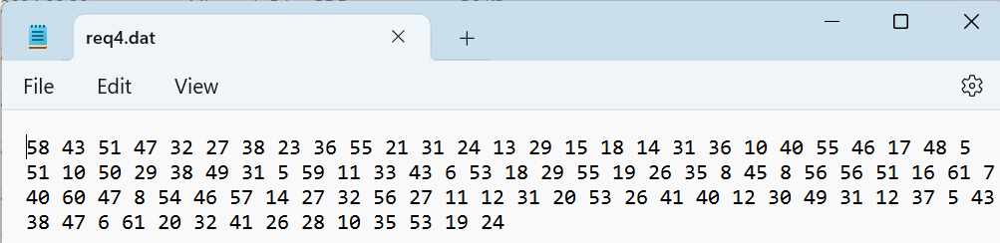 req4.dat
File Edit View
58 43 51 47 32 27 38 23 36 55 21 31 24 13 29 15 18 14 31 36 10 40 55 46 17 48 5
51 10 50 29 38 49 31 5 59 11 33 43 6 53 18 29 55 19 26 35 8 45 8 56 56 51 16 61 7
40 60 47 8 54 46 57 14 27 32 56 27 11 12 31 20 53 26 41 40 12 30 49 31 12 37 5 43
38 47 6 61 20 32 41 26 28 10 35 53 19 24